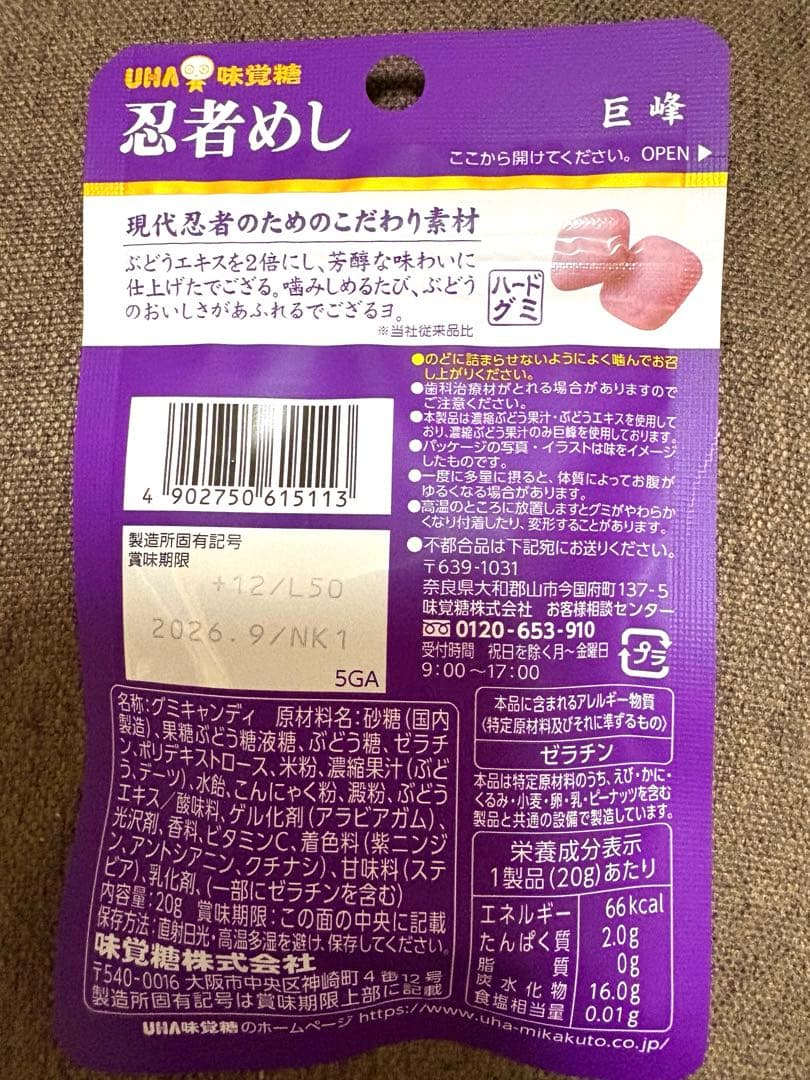 UHA味覚糖
忍者めし
巨峰
ここから開けてください。OPEN ▶
現代忍者のためのこだわり素材
ぶどうエキスを2倍にし、芳醇な味わいに
仕上げたでござる。噛みしめるたび、ぶどう
のおいしさがあふれるでござるヨ。
※当社従来品比
ハード
グミ
●のどに詰まらせないようによく噛んでお召
し上がりください。
●歯科治療材がとれる場合がありますので
ご注意ください。
●本製品は濃縮ぶどう果汁・ぶどうエキスを使用して
おり、濃縮ぶどう果汁のみ巨峰を使用しております。
●パッケージの写真・イラストは味をイメージ
したものです。
●一度に多量に摂ると、体質によってお腹が
ゆるくなる場合があります。
●高温のところに放置しますとグミがやわらか
くなり付着したり、変形することがあります。
●不都合品は下記宛にお送りください。
〒639-1031
奈良県大和郡山市今国府町137-5
味覚糖株式会社 お客様相談センター
0120-653-910
受付時間 祝日を除く月〜金曜日
9:00〜17:00
プラ
4 902750 615113
製造所固有記号
賞味期限
+12/L50
2026.9/NK1
5GA
名称:グミキャンディ 原材料名:砂糖(国内
製造)、果糖ぶどう糖液糖、ぶどう糖、ゼラチ
ン、ポリデキストロース、米粉、濃縮果汁(ぶど
う、デーツ)、水飴、こんにゃく粉、澱粉、ぶどう
エキス/酸味料、ゲル化剤(アラビアガム)、
光沢剤、香料、ビタミンC、着色料(紫ニンジ
ン、アントシアニン、クチナシ)、甘味料(ステ
ビア)、乳化剤、(一部にゼラチンを含む)
内容量:20g 賞味期限:この面の中央に記載
保存方法:直射日光・高温多湿を避け、保存してください。
味覚糖株式会社
〒540-0016 大阪市中央区神崎町4番12号
製造所固有記号は賞味期限上部に記載
UHA味覚糖のホームページ https://www.uha-mikakuto.co.jp/
本品に含まれるアレルギー物質
〈特定原材料及びそれに準ずるもの〉
ゼラチン
本品は特定原材料のうち、えび・かに・
くるみ・小麦・卵・乳・ピーナッツを含む
製品と共通の設備で製造しています。
栄養成分表示
1製品(20g)あたり
エネルギー 66kcal
たんぱく質 2.0g
脂質 0g
炭水化物 16.0g
食塩相当量 0.01g